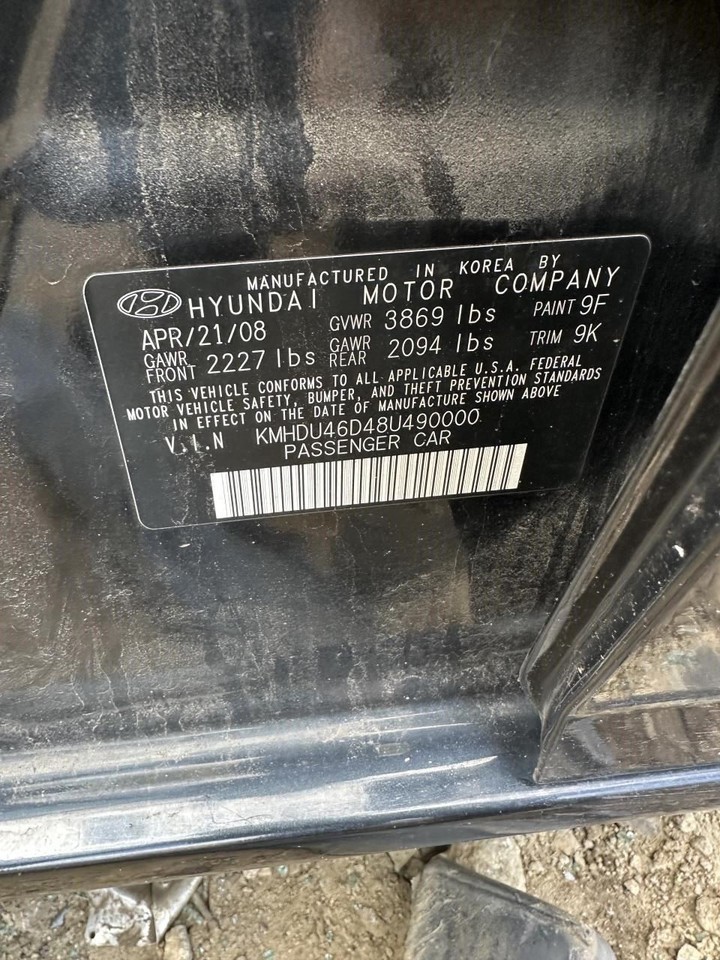 MANUFACTURED IN KOREA BY
HYUNDAI MOTOR COMPANY
APR/21/08 GVWR 3869 lbs PAINT 9F
GAWR FRONT 2227 lbs GAWR REAR 2094 lbs TRIM 9K
THIS VEHICLE CONFORMS TO ALL APPLICABLE U.S.A. FEDERAL
MOTOR VEHICLE SAFETY, BUMPER, AND THEFT PREVENTION STANDARDS
IN EFFECT ON THE DATE OF MANUFACTURE SHOWN ABOVE
V.I.N KMHDU46D48U490000
PASSENGER CAR